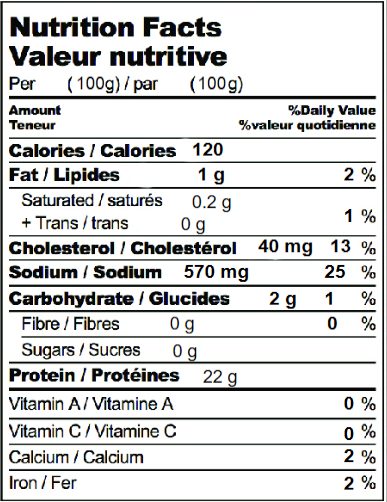 Nutrition Facts
Valeur nutritive
Per (100g) / par (100g)
Amount %Daily Value
Teneur %valeur quotidienne
Calories / Calories 120
Fat / Lipides 1 g 2 %
Saturated / saturés 0.2 g
+ Trans / trans 0 g 1 %
Cholesterol / Cholestérol 40 mg 13 %
Sodium / Sodium 570 mg 25 %
Carbohydrate / Glucides 2 g 1 %
Fibre / Fibres 0 g 0 %
Sugars / Sucres 0 g
Protein / Protéines 22 g
Vitamin A / Vitamine A 0 %
Vitamin C / Vitamine C 0 %
Calcium / Calcium 2 %
Iron / Fer 2 %